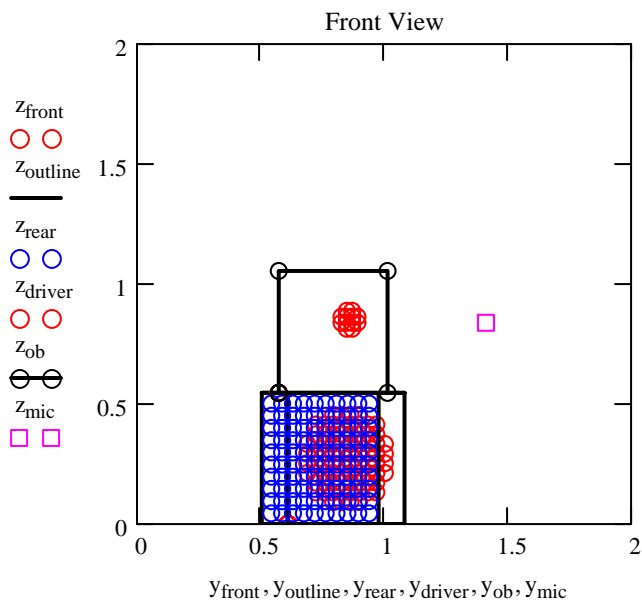 Front View
2
1.5
1
0.5
0
0
0.5
1
1.5
2
z_front
z_outline
z_rear
z_driver
z_ob
z_mic
y_front , y_outline , y_rear , y_driver , y_ob , y_mic